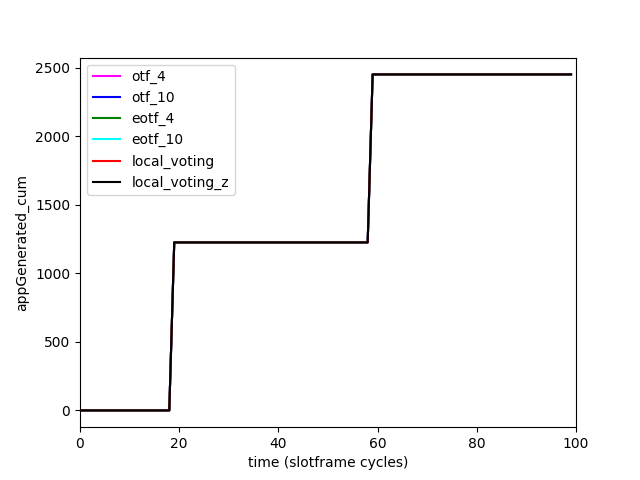 2500
2000
1500
1000
500
0
appGenerated_cum
otf_4
otf_10
eotf_4
eotf_10
local_voting
local_voting_z
0 20 40 60 80 100
time (slotframe cycles)